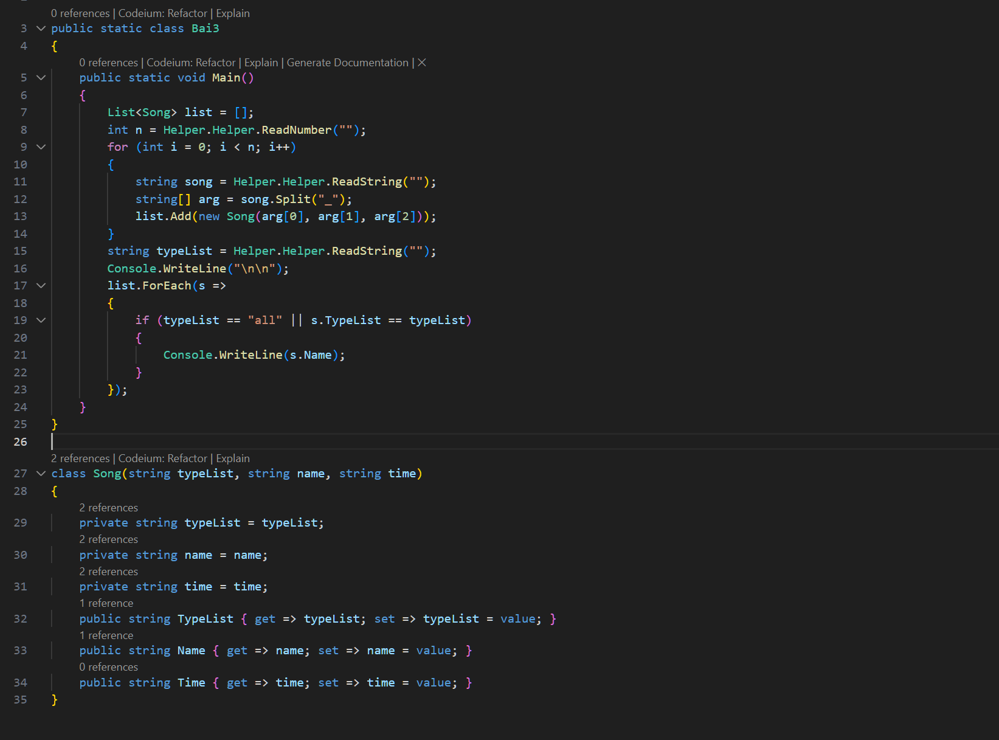 0 references | Codeium: Refactor | Explain
3 public static class Bai3
4 {
0 references | Codeium: Refactor | Explain | Generate Documentation | ×
5 public static void Main()
6 {
7 List<Song> list = [];
8 int n = Helper.Helper.ReadNumber("");
9 for (int i = 0; i < n; i++)
10 {
11 string song = Helper.Helper.ReadString("");
12 string[] arg = song.Split("_");
13 list.Add(new Song(arg[0], arg[1], arg[2]));
14 }
15 string typeList = Helper.Helper.ReadString("");
16 Console.WriteLine("\n\n");
17 list.ForEach(s =>
18 {
19 if (typeList == "all" || s.TypeList == typeList)
20 {
21 Console.WriteLine(s.Name);
22 }
23 });
24 }
25 }
26
2 references | Codeium: Refactor | Explain
27 class Song(string typeList, string name, string time)
28 {
2 references
29 private string typeList = typeList;
2 references
30 private string name = name;
2 references
31 private string time = time;
1 reference
32 public string TypeList { get => typeList; set => typeList = value; }
1 reference
33 public string Name { get => name; set => name = value; }
0 references
34 public string Time { get => time; set => time = value; }
35 }